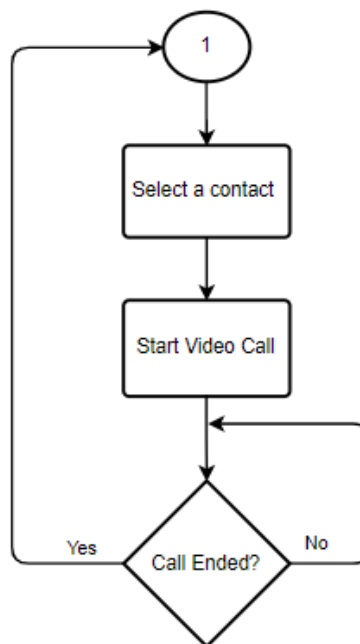 1
Select a contact
Start Video Call
Call Ended?
Yes
No